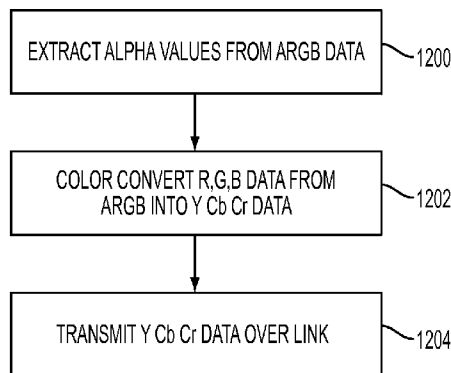 EXTRACT ALPHA VALUES FROM ARGB DATA
1200
COLOR CONVERT R,G,B DATA FROM
ARGB INTO Y Cb Cr DATA
1202
TRANSMIT Y Cb Cr DATA OVER LINK
1204